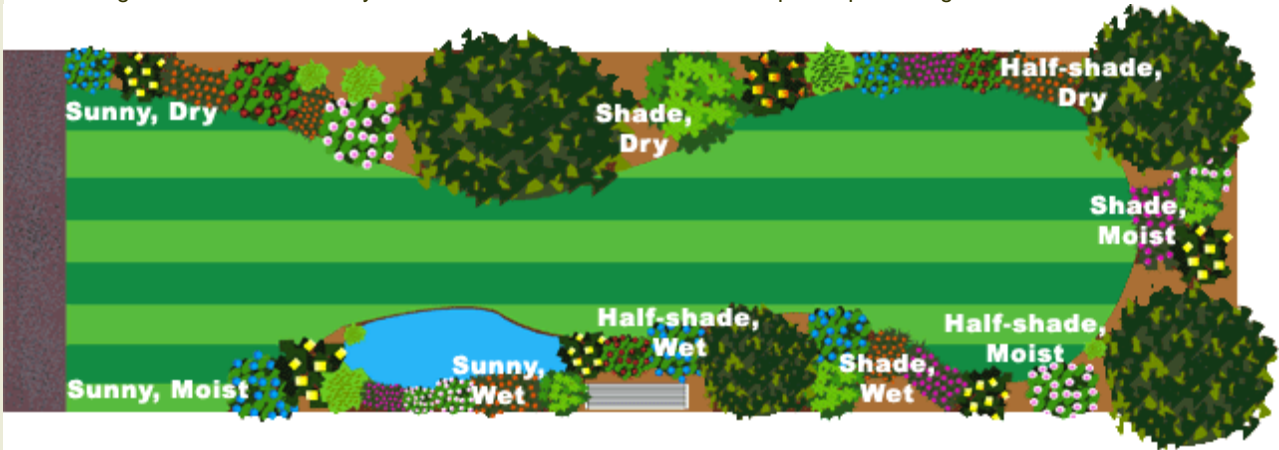 Sunny, Dry
Shade,
Dry
Half-shade,
Dry
Shade,
Moist
Half-shade,
Wet
Half-shade,
Moist
Sunny,
Wet
Shade,
Wet
Sunny, Moist